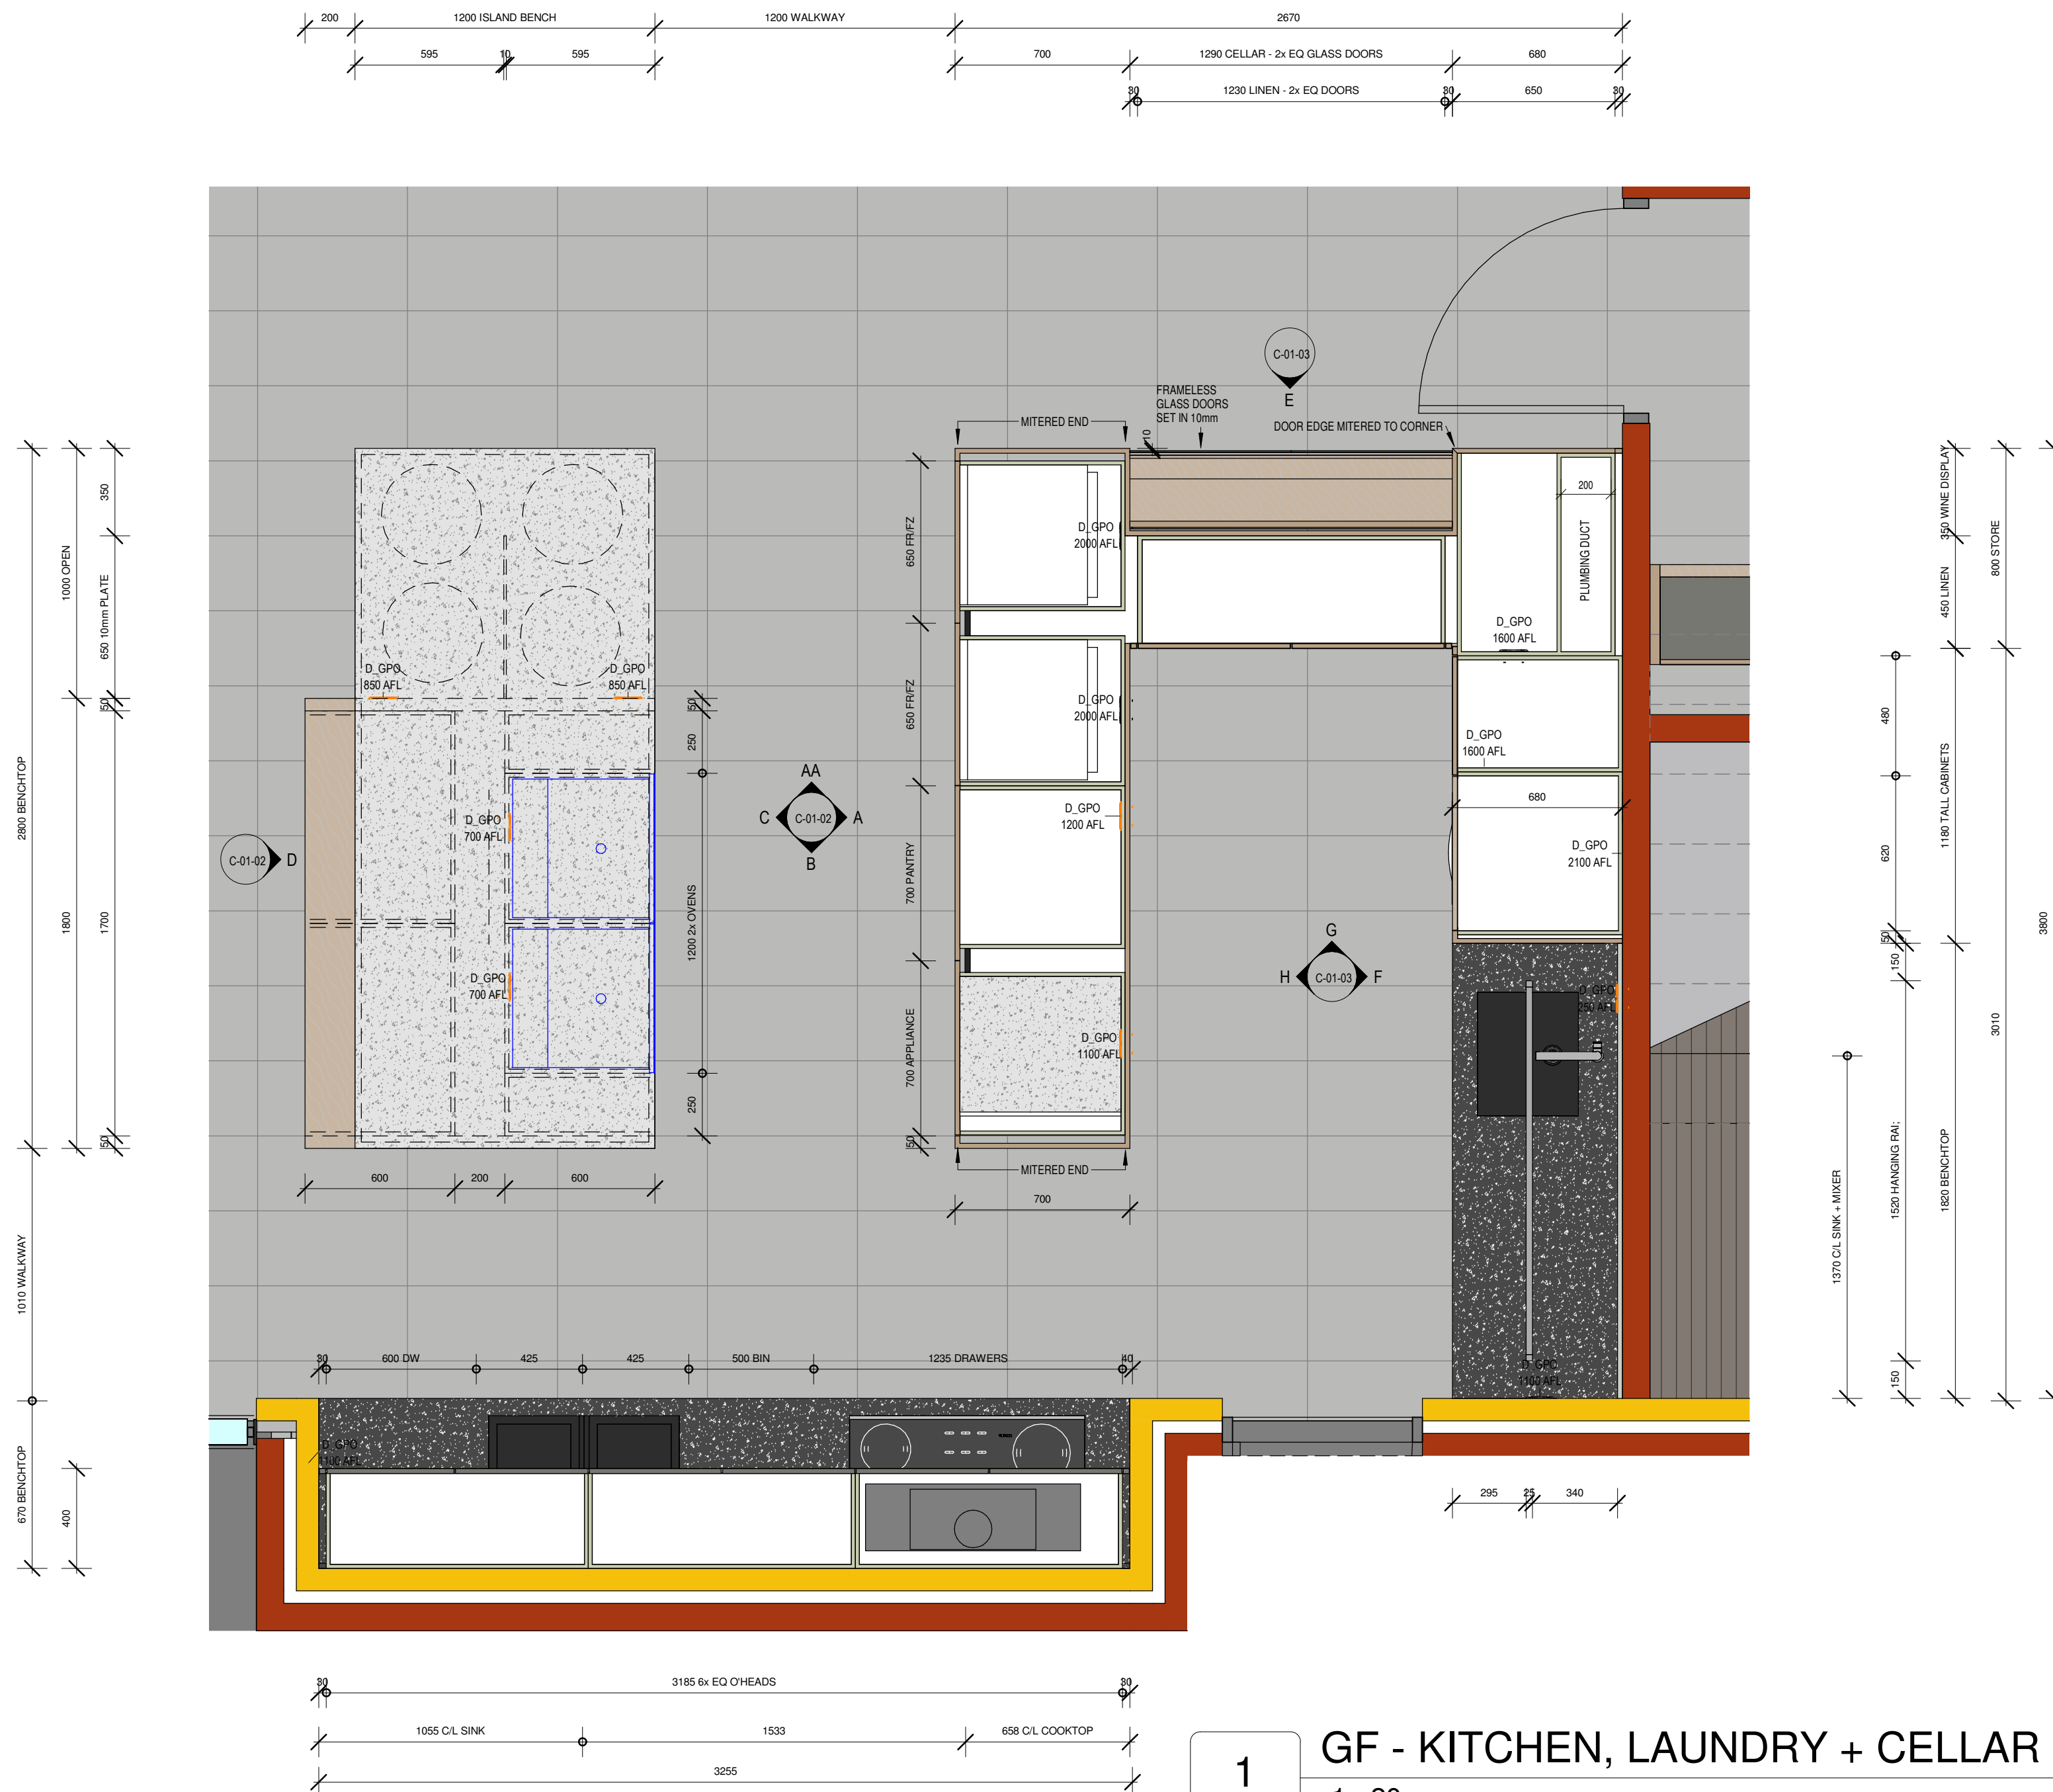 200
1200 ISLAND BENCH
1200 WALKWAY
2670
595
10
595
700
1290 CELLAR - 2x EQ GLASS DOORS
680
30
1230 LINEN - 2x EQ DOORS
30
650
30
C-01-03
E
FRAMELESS
GLASS DOORS
SET IN 10mm
MITERED END
DOOR EDGE MITERED TO CORNER
10
2800 BENCHTOP
1000 OPEN
1800
350
650 10mm PLATE
50
1700
50
1010 WALKWAY
670 BENCHTOP
400
D_GPO
850 AFL
D_GPO
850 AFL
D_GPO
700 AFL
D_GPO
700 AFL
50
250
1200 2x OVENS
250
C-01-02
D
AA
C
C-01-02
A
B
650 FR/FZ
650 FR/FZ
700 PANTRY
700 APPLIANCE
50
D_GPO
2000 AFL
D_GPO
2000 AFL
D_GPO
1200 AFL
D_GPO
1100 AFL
200
PLUMBING DUCT
D_GPO
1600 AFL
D_GPO
1600 AFL
680
D_GPO
2100 AFL
G
H
C-01-03
F
D_GPO
250 AFL
D_GPO
1100 AFL
350 WINE DISPLAY
450 LINEN
800 STORE
480
620
50
1180 TALL CABINETS
3800
3010
150
1520 HANGING RAI;
150
1820 BENCHTOP
1370 C/L SINK + MIXER
600
200
600
MITERED END
700
30
600 DW
425
425
500 BIN
1235 DRAWERS
40
D_GPO
1100 AFL
295
25
340
30
3185 6x EQ O'HEADS
30
1055 C/L SINK
1533
658 C/L COOKTOP
3255
1
GF - KITCHEN, LAUNDRY + CELLAR